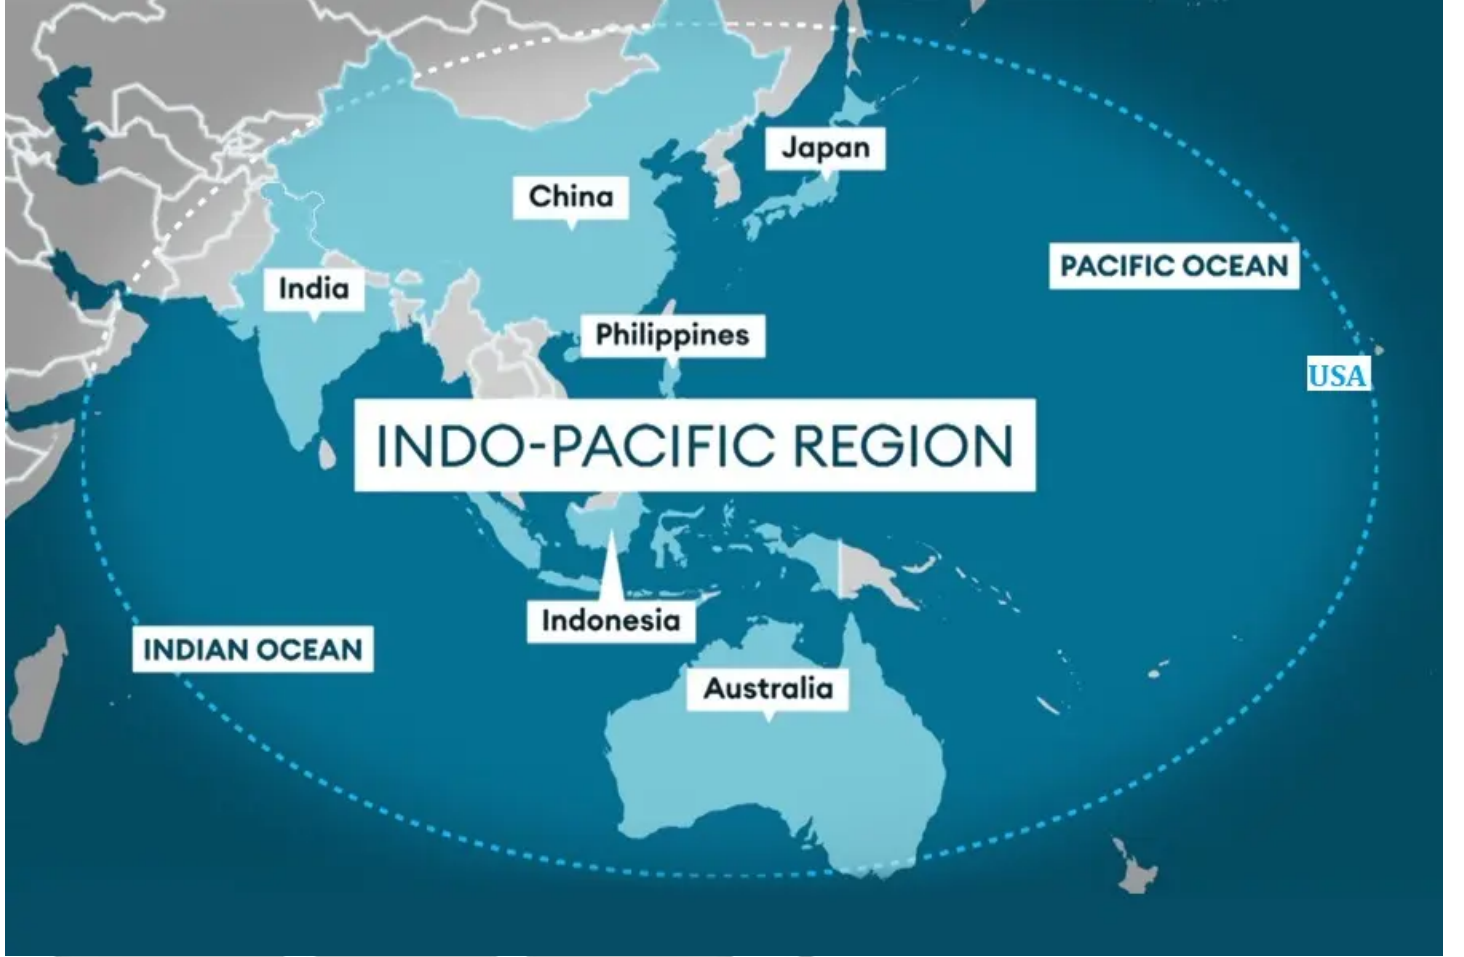 Japan
China
PACIFIC OCEAN
India
Philippines
USA
INDO-PACIFIC REGION
Indonesia
INDIAN OCEAN
Australia